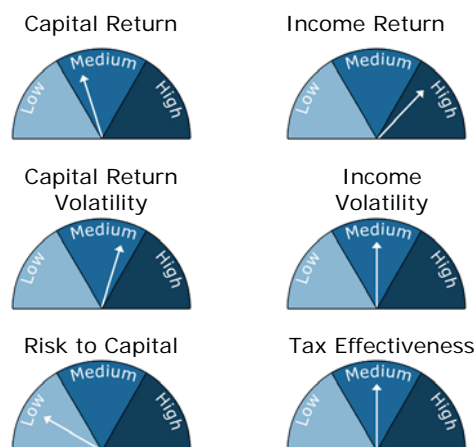 Capital Return
Income Return
Low
Medium
High
Low
Medium
High
Capital Return
Volatility
Income
Volatility
Low
Medium
High
Low
Medium
High
Risk to Capital
Tax Effectiveness
Low
Medium
High
Low
Medium
High